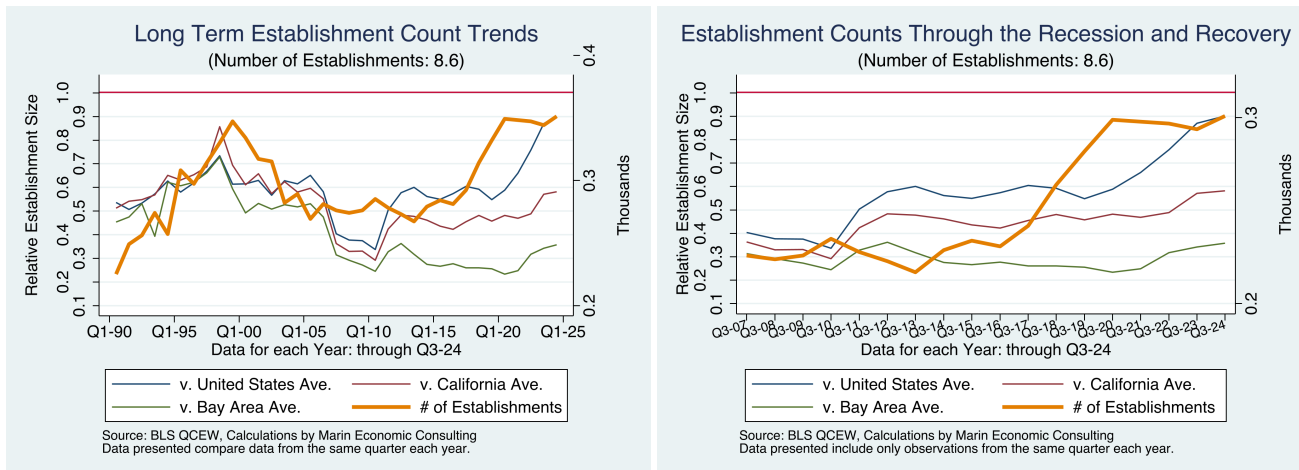 Long Term Establishment Count Trends
(Number of Establishments: 8.6)
Relative Establishment Size
0.1 0.2 0.3 0.4 0.5 0.6 0.7 0.8 0.9 1.0
0.2 0.3 0.4
Thousands
Q1-90 Q1-95 Q1-00 Q1-05 Q1-10 Q1-15 Q1-20 Q1-25
Data for each Year: through Q3-24
v. United States Ave. v. California Ave.
v. Bay Area Ave. # of Establishments
Source: BLS QCEW, Calculations by Marin Economic Consulting
Data presented compare data from the same quarter each year.
Establishment Counts Through the Recession and Recovery
(Number of Establishments: 8.6)
Relative Establishment Size
0.1 0.2 0.3 0.4 0.5 0.6 0.7 0.8 0.9 1.0
0.2 0.3
Thousands
Q3-07 Q3-08 Q3-09 Q3-10 Q3-11 Q3-12 Q3-13 Q3-14 Q3-15 Q3-16 Q3-17 Q3-18 Q3-19 Q3-20 Q3-21 Q3-22 Q3-23 Q3-24
Data for each Year: through Q3-24
v. United States Ave. v. California Ave.
v. Bay Area Ave. # of Establishments
Source: BLS QCEW, Calculations by Marin Economic Consulting
Data presented include only observations from the same quarter each year.